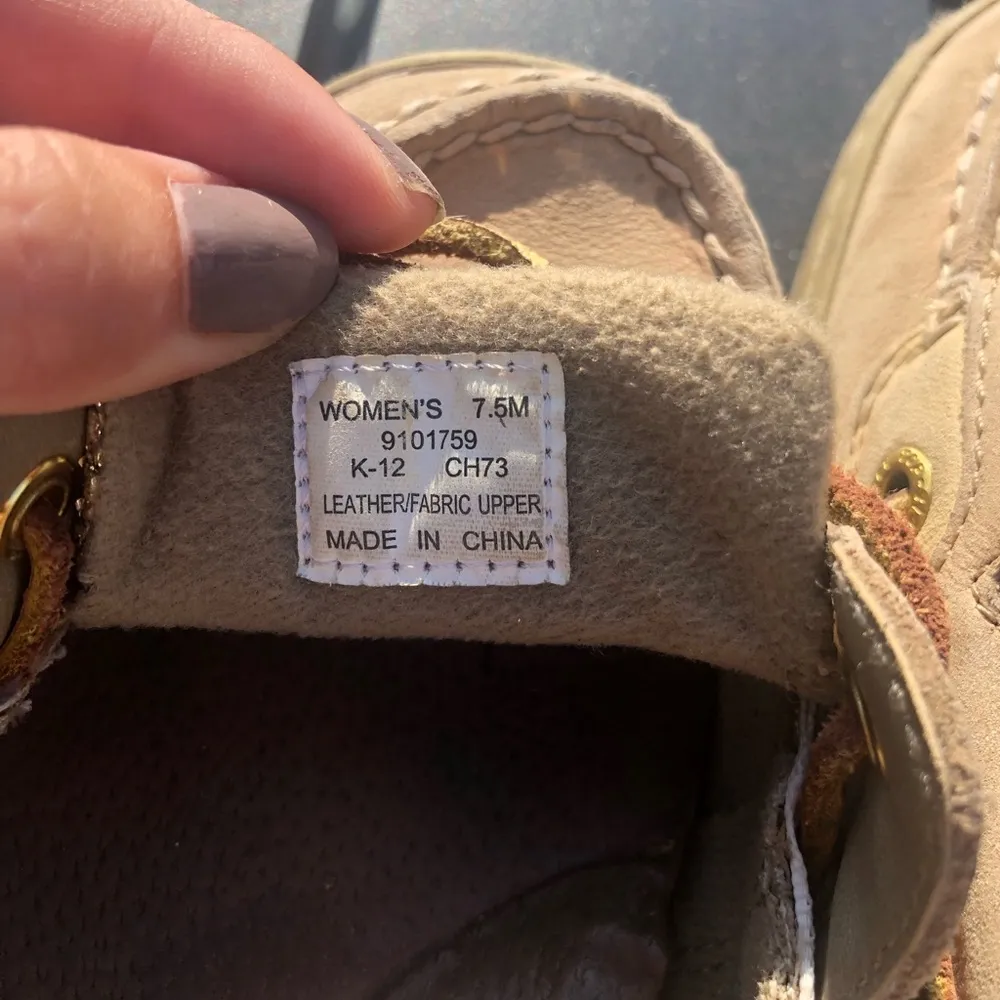 WOMEN'S 7.5M
9101759
K-12 CH73
LEATHER/FABRIC UPPER
MADE IN CHINA